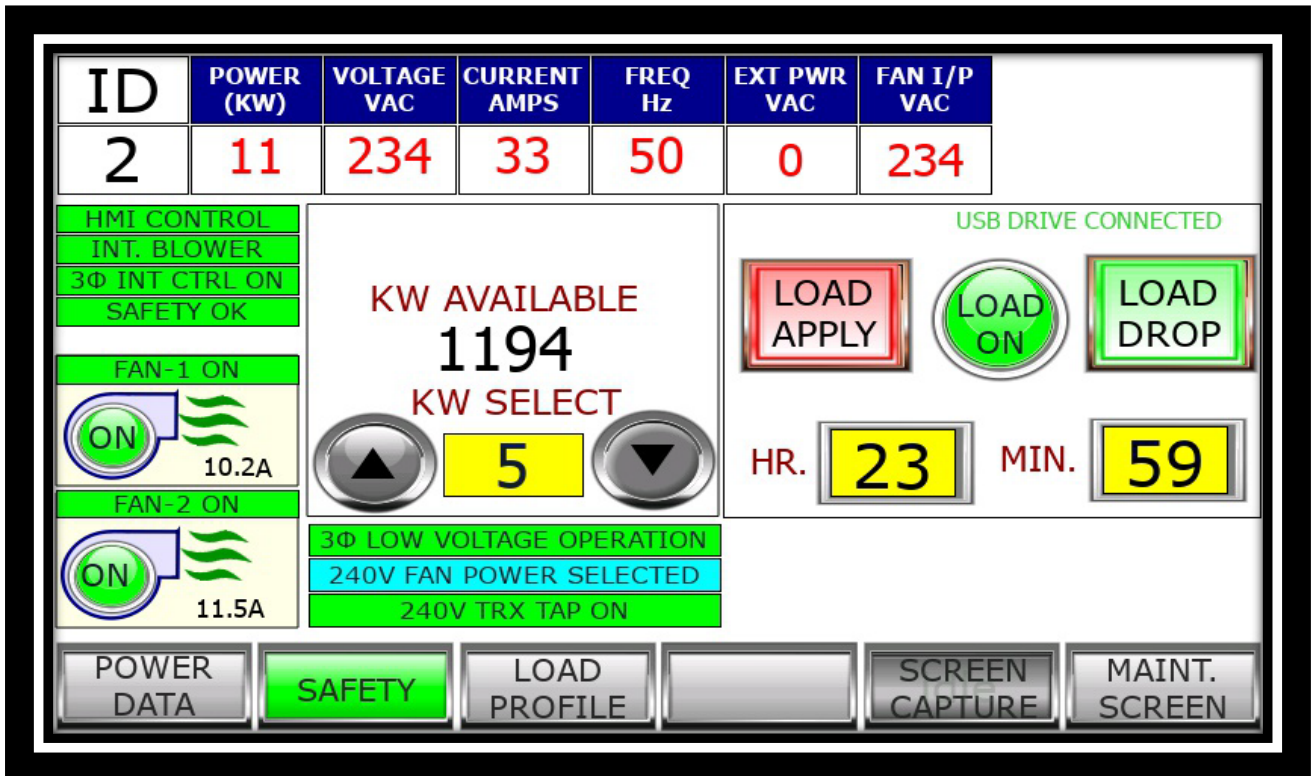 ID
POWER (KW)
VOLTAGE VAC
CURRENT AMPS
FREQ Hz
EXT PWR VAC
FAN I/P VAC
2 11 234 33 50 0 234
HMI CONTROL
INT. BLOWER
3Φ INT CTRL ON
SAFETY OK
FAN-1 ON
ON
10.2A
FAN-2 ON
ON
11.5A
KW AVAILABLE
1194
KW SELECT
5
3Φ LOW VOLTAGE OPERATION
240V FAN POWER SELECTED
240V TRX TAP ON
USB DRIVE CONNECTED
LOAD
APPLY
LOAD
ON
LOAD
DROP
HR. 23 MIN. 59
POWER
DATA
SAFETY
LOAD
PROFILE
SCREEN
CAPTURE
MAINT.
SCREEN